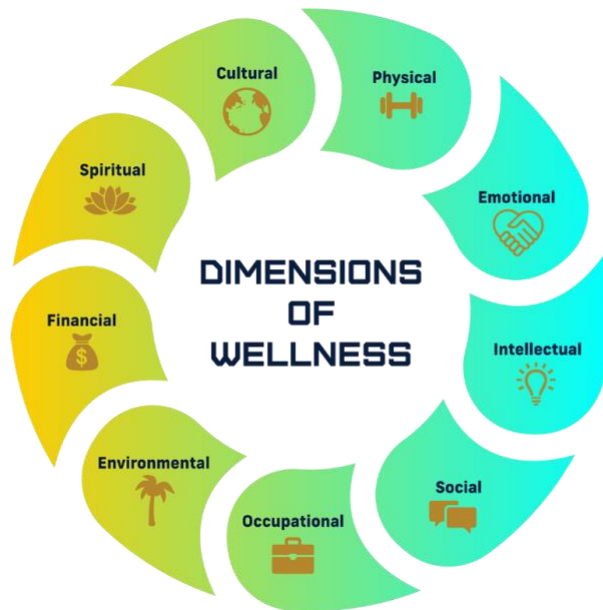 Cultural
Physical
Spiritual
Emotional
DIMENSIONS
OF
WELLNESS
Financial
$
Intellectual
Environmental
Social
Occupational